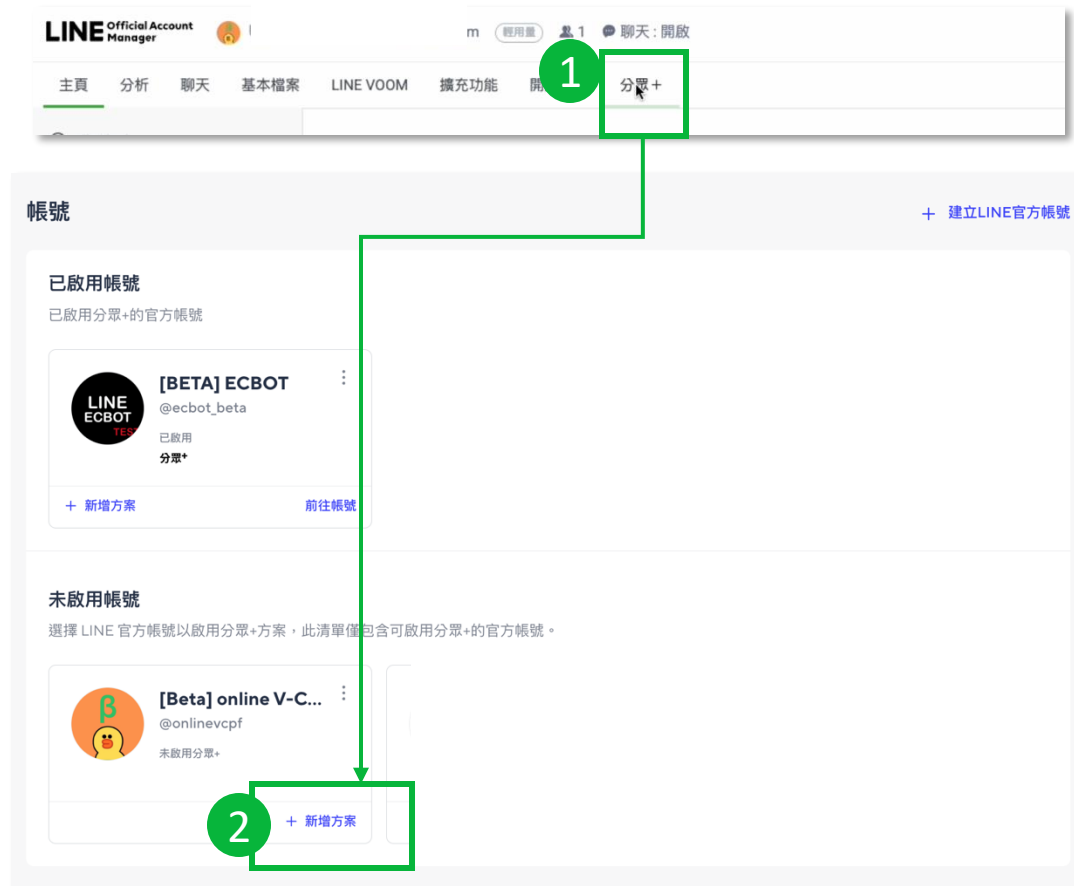 LINE Official Account Manager
m 輕用量 1 聊天 : 開啟
主頁 分析 聊天 基本檔案 LINE VOOM 擴充功能 開 分眾+
1
帳號
+ 建立LINE官方帳號
已啟用帳號
已啟用分眾+的官方帳號
LINE ECBOT TEST
[BETA] ECBOT
@ecbot_beta
已啟用
分眾+
+ 新增方案 前往帳號
未啟用帳號
選擇 LINE 官方帳號以啟用分眾+方案，此清單僅包含可啟用分眾+的官方帳號。
β
[Beta] online V-C...
@onlinevcpf
未啟用分眾+
2
+ 新增方案